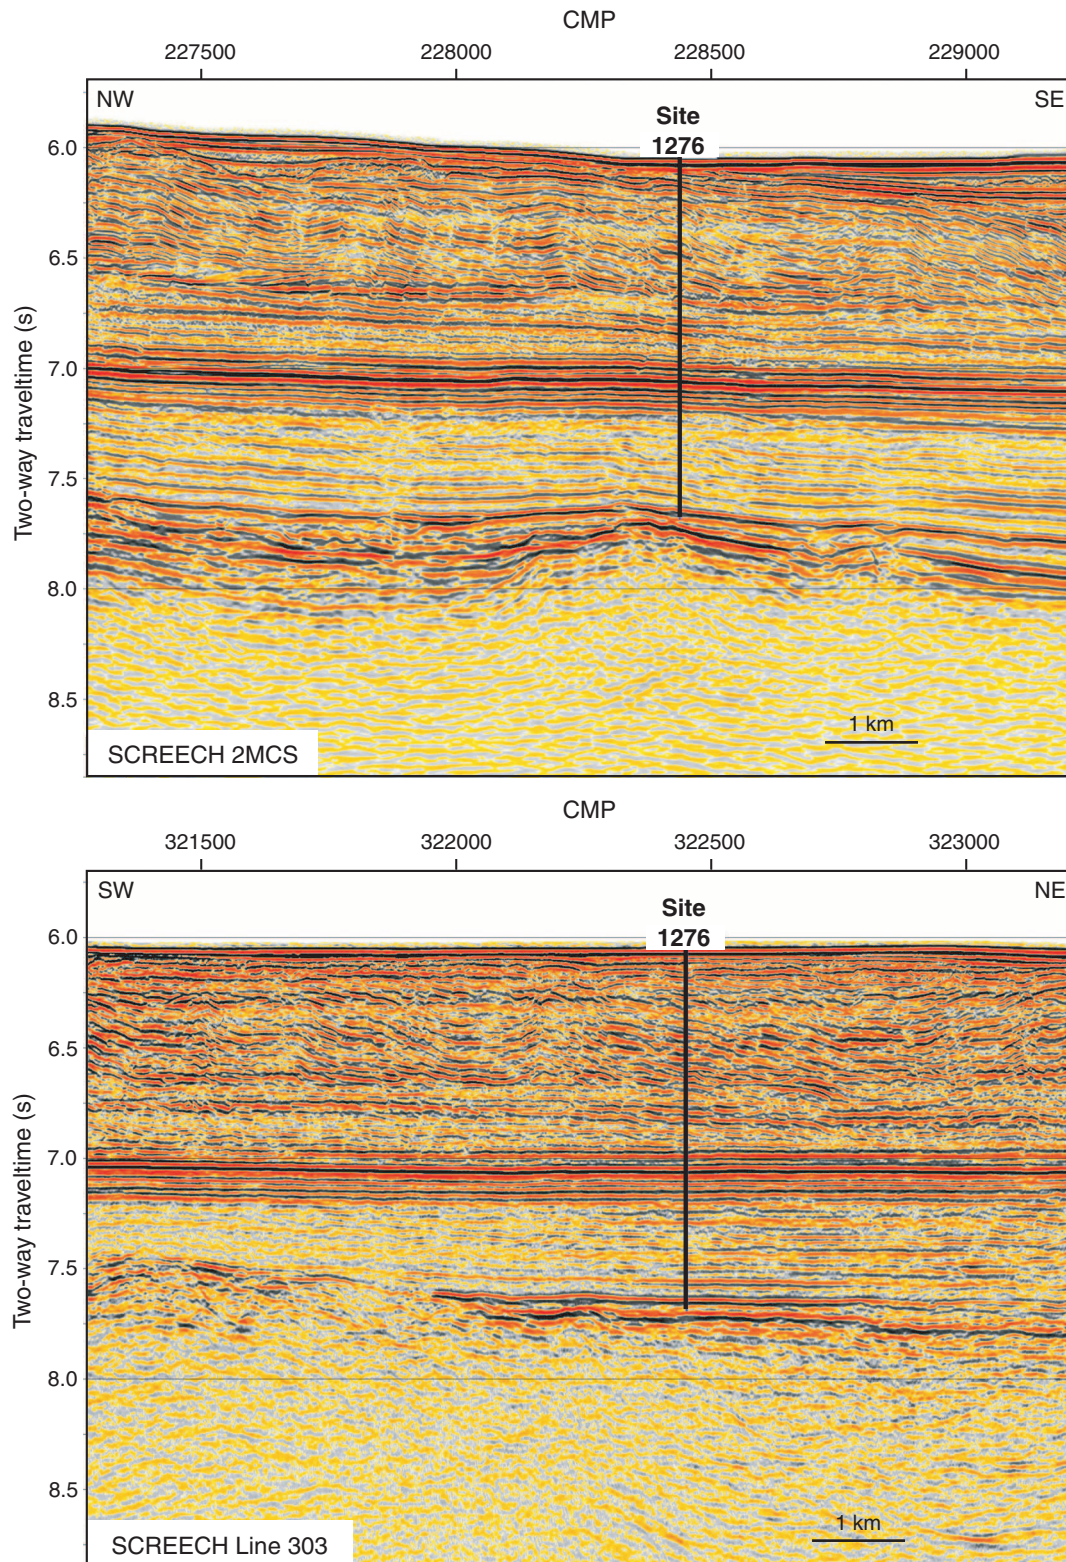 CMP
227500 228000 228500 229000
NW SE
Site
1276
6.0
6.5
7.0
7.5
8.0
8.5
Two-way traveltime (s)
1 km
SCREECH 2MCS
CMP
321500 322000 322500 323000
SW NE
Site
1276
6.0
6.5
7.0
7.5
8.0
8.5
Two-way traveltime (s)
1 km
SCREECH Line 303